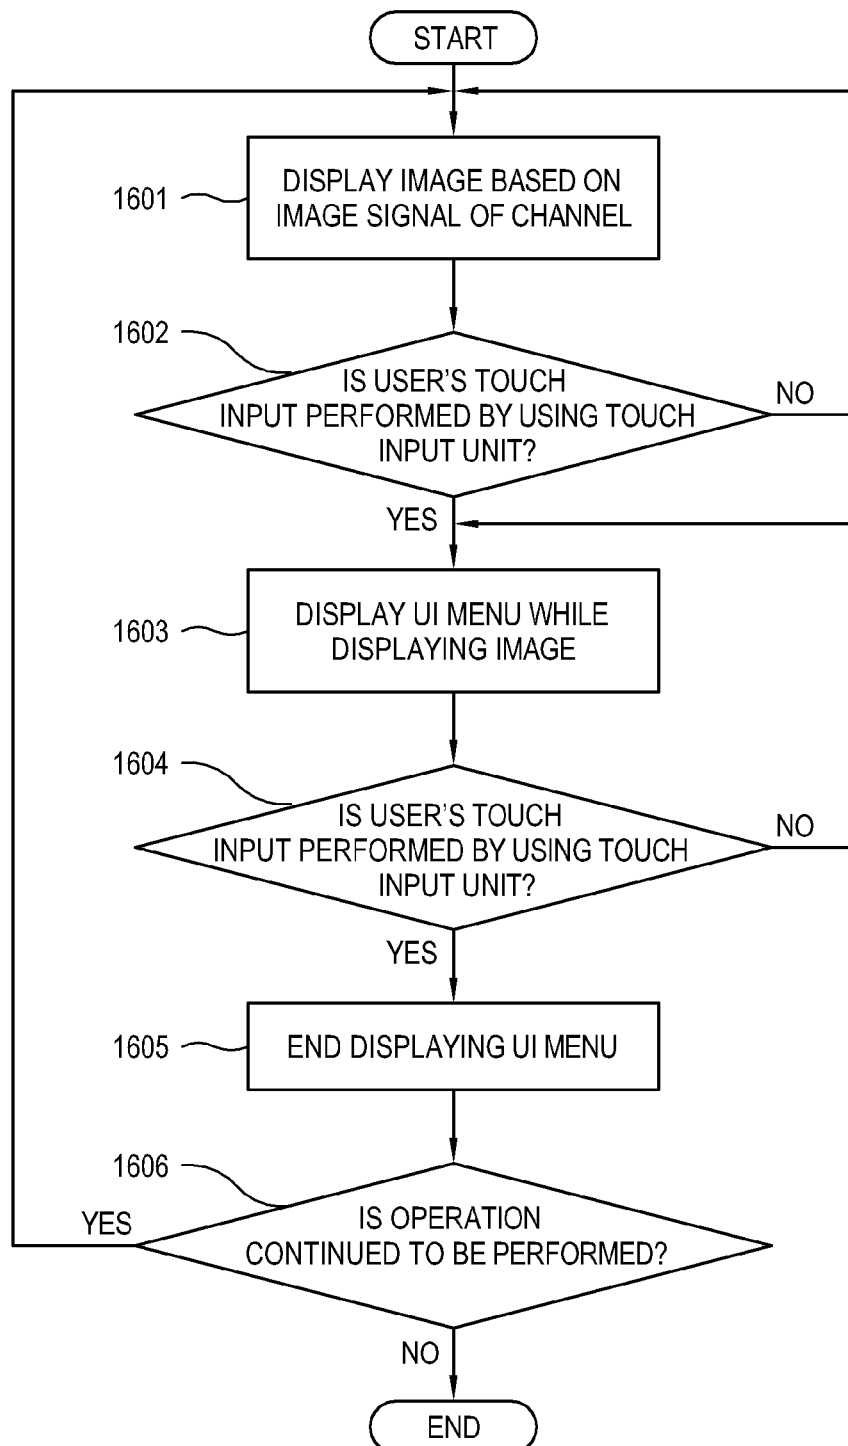 START
1601
DISPLAY IMAGE BASED ON
IMAGE SIGNAL OF CHANNEL
1602
IS USER'S TOUCH
INPUT PERFORMED BY USING TOUCH
INPUT UNIT?
NO
YES
1603
DISPLAY UI MENU WHILE
DISPLAYING IMAGE
1604
IS USER'S TOUCH
INPUT PERFORMED BY USING TOUCH
INPUT UNIT?
NO
YES
1605
END DISPLAYING UI MENU
1606
YES
IS OPERATION
CONTINUED TO BE PERFORMED?
NO
END